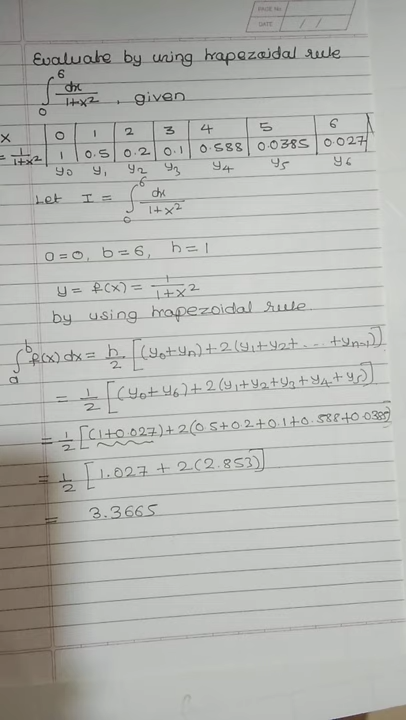 PAGE No.
DATE / /
Evaluate by using trapezoidal rule
∫₀⁶ dx/(1+x²) , given
x 0 1 2 3 4 5 6
= 1/(1+x²) 1 0.5 0.2 0.1 0.588 0.0385 0.027
y₀ y₁ y₂ y₃ y₄ y₅ y₆
Let I = ∫₀⁶ dx/(1+x²)
a=0, b=6, h=1
y = f(x) = 1/(1+x²)
by using trapezoidal rule
∫ₐᵇ f(x) dx = h/2 [(y₀+yₙ)+2(y₁+y₂+ ... +yₙ₋₁)]
= 1/2 [(y₀+y₆)+2(y₁+y₂+y₃+y₄+y₅)]
= 1/2 [(1+0.027)+2(0.5+0.2+0.1+0.588+0.0385)
= 1/2 [1.027 + 2(2.853)]
= 3.3665